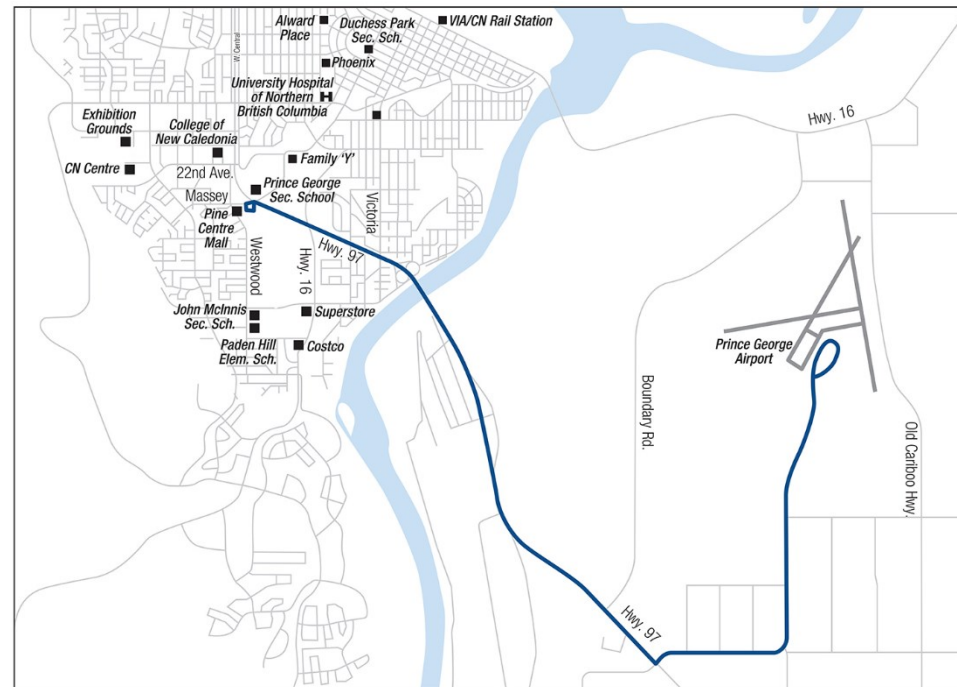 Alward
Place
Duchess Park
Sec. Sch.
VIA/CN Rail Station
W. Central
Phoenix
University Hospital
of Northern
British Columbia
H
Hwy. 16
Exhibition
Grounds
College of
New Caledonia
CN Centre
22nd Ave.
Family ‘Y’
Prince George
Sec. School
Massey
Pine
Centre
Mall
Victoria
Hwy. 97
Westwood
Hwy. 16
John McInnis
Sec. Sch.
Superstore
Paden Hill
Elem. Sch.
Costco
Prince George
Airport
Boundary Rd.
Old Cariboo Hwy.
Hwy. 97